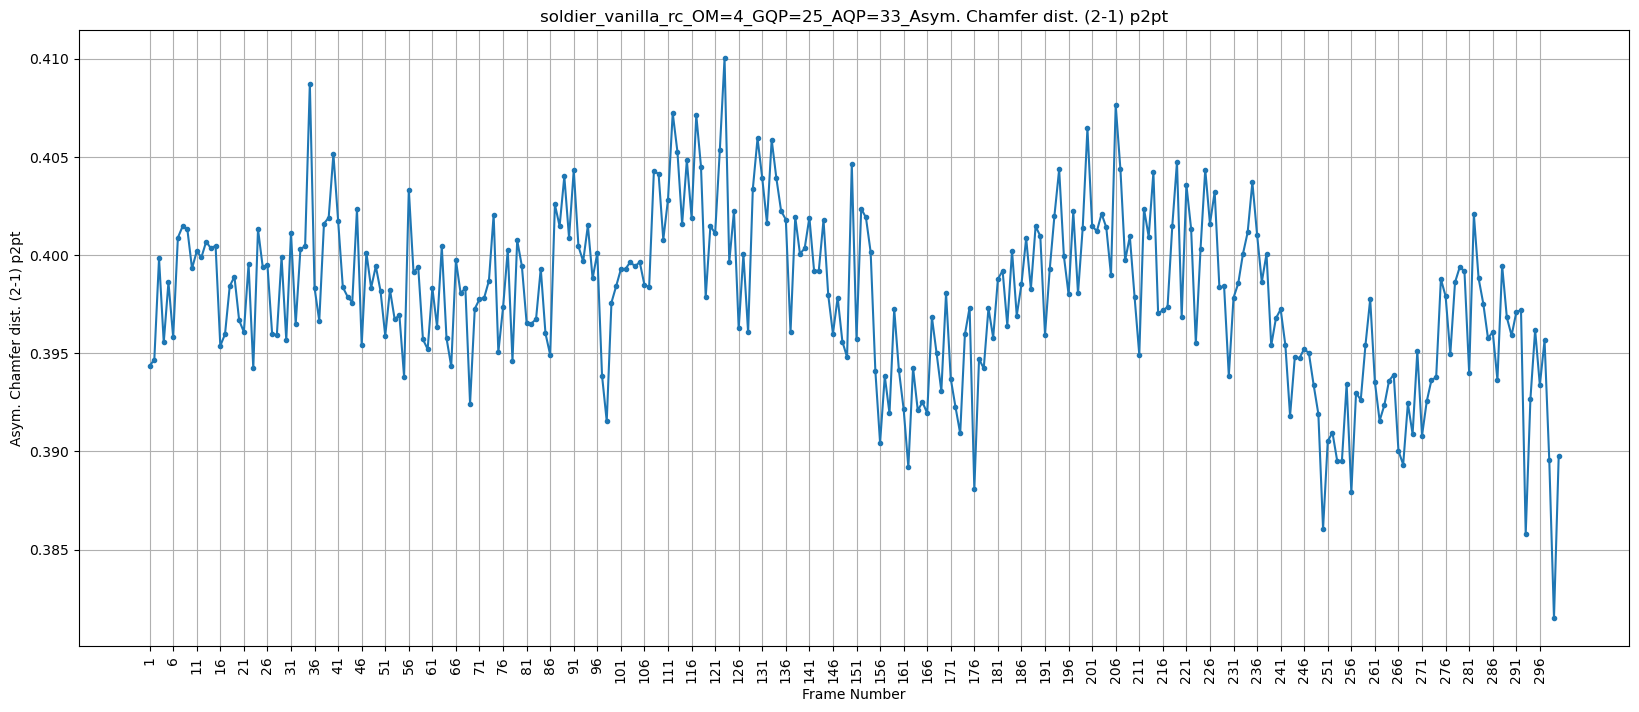 soldier_vanilla_rc_OM=4_GQP=25_AQP=33_Asym. Chamfer dist. (2-1) p2pt
Asym. Chamfer dist. (2-1) p2pt
0.410
0.405
0.400
0.395
0.390
0.385
1 6 11 16 21 26 31 36 41 46 51 56 61 66 71 76 81 86 91 96 101 106 111 116 121 126 131 136 141 146 151 156 161 166 171 176 181 186 191 196 201 206 211 216 221 226 231 236 241 246 251 256 261 266 271 276 281 286 291 296
Frame Number